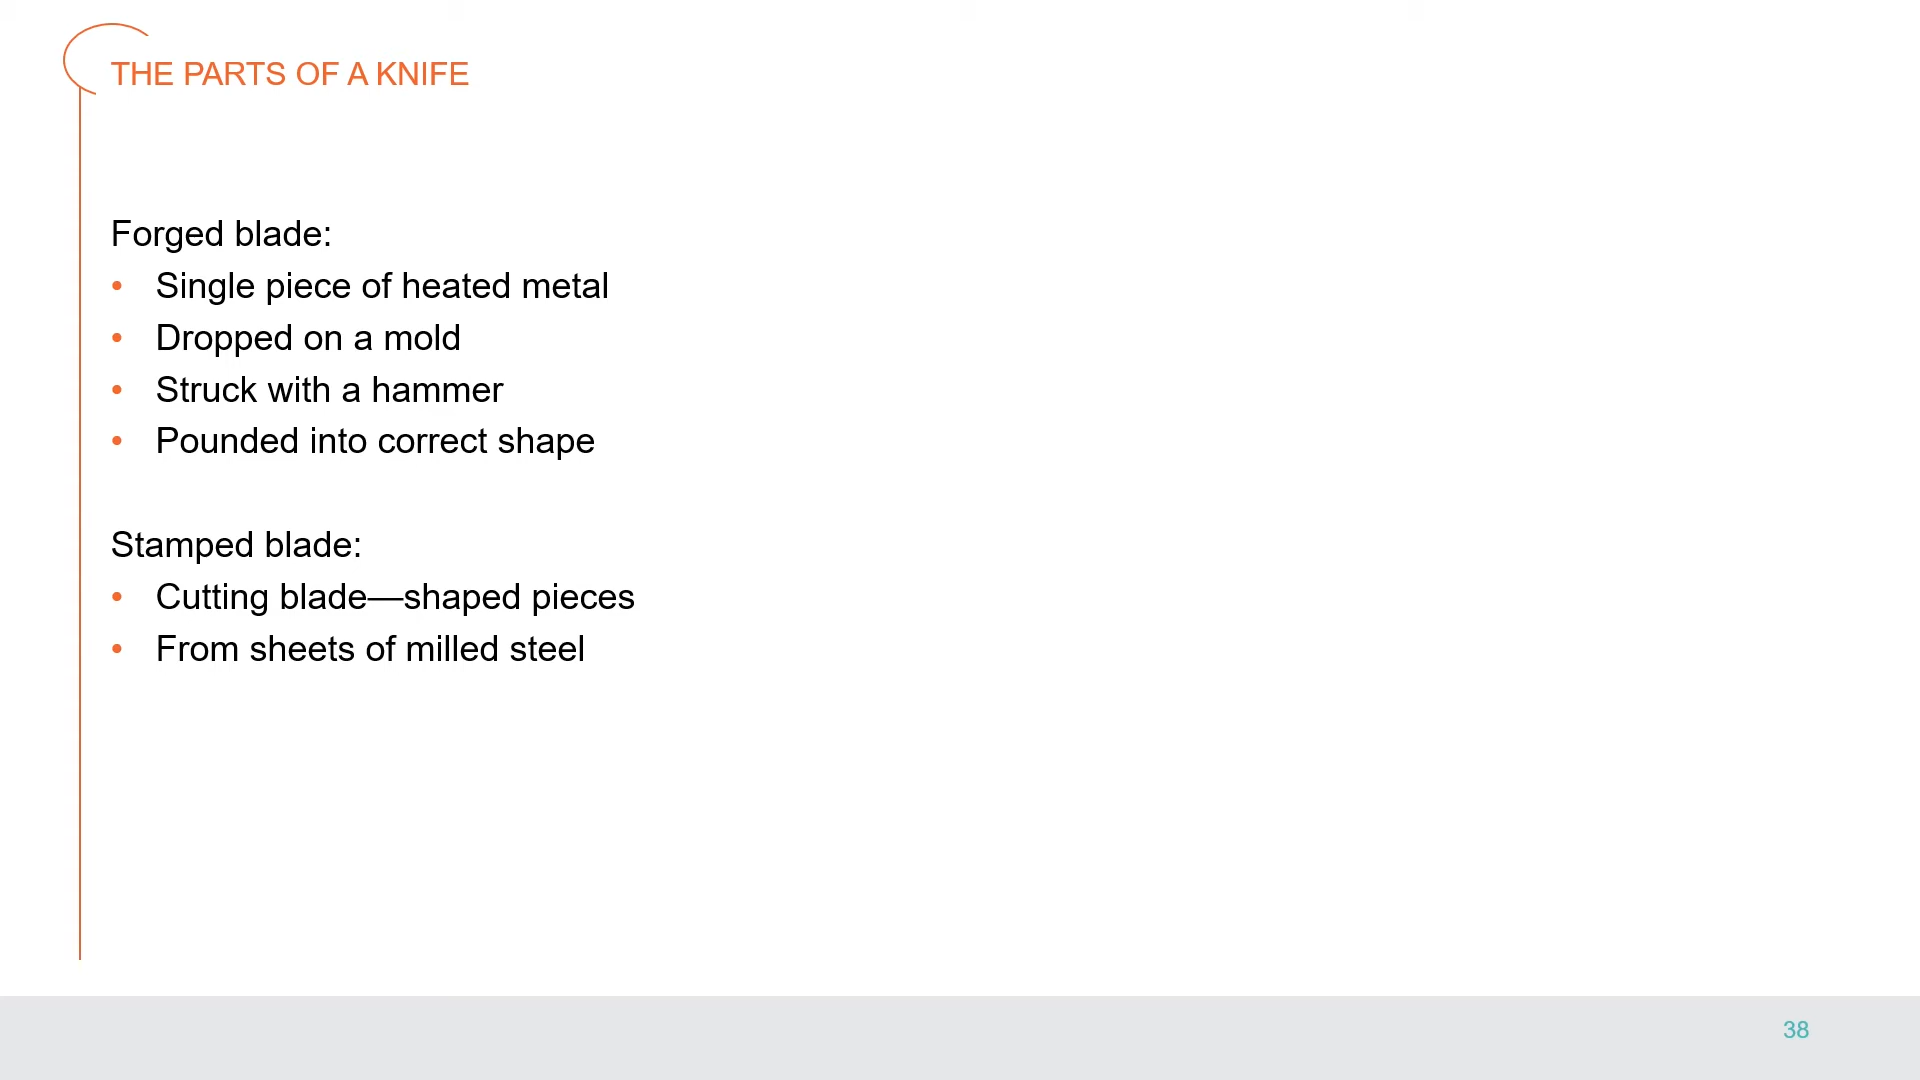 THE PARTS OF A KNIFE
Forged blade:
• Single piece of heated metal
• Dropped on a mold
• Struck with a hammer
• Pounded into correct shape
Stamped blade:
• Cutting blade—shaped pieces
• From sheets of milled steel
38